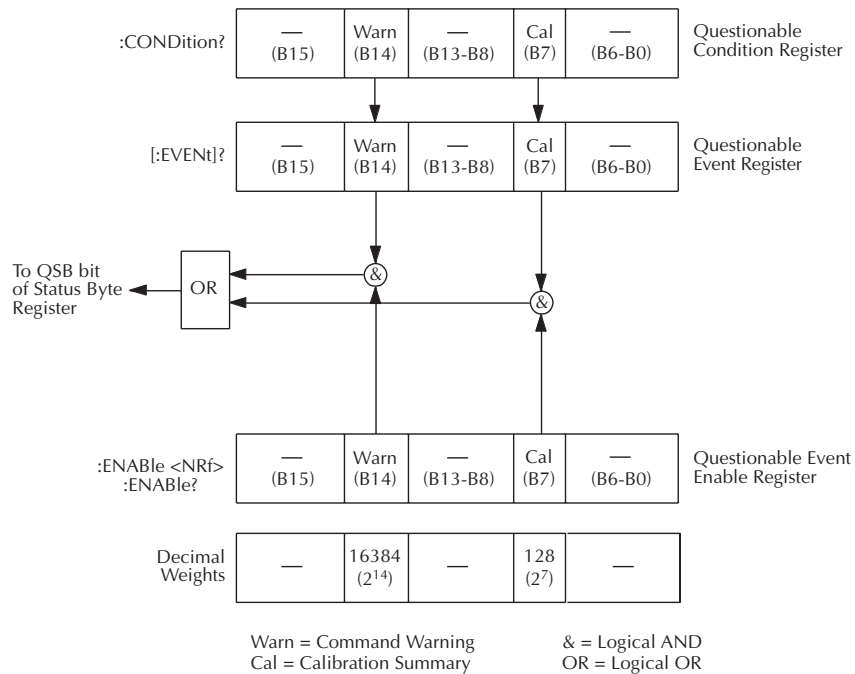 :CONDition?
— (B15)
Warn (B14)
— (B13-B8)
Cal (B7)
— (B6-B0)
Questionable
Condition Register
[:EVENt]?
— (B15)
Warn (B14)
— (B13-B8)
Cal (B7)
— (B6-B0)
Questionable
Event Register
To QSB bit
of Status Byte
Register
OR
&
&
:ENABle <NRf>
:ENABle?
— (B15)
Warn (B14)
— (B13-B8)
Cal (B7)
— (B6-B0)
Questionable Event
Enable Register
Decimal
Weights
—
16384
(2¹⁴)
—
128
(2⁷)
—
Warn = Command Warning
Cal = Calibration Summary
& = Logical AND
OR = Logical OR